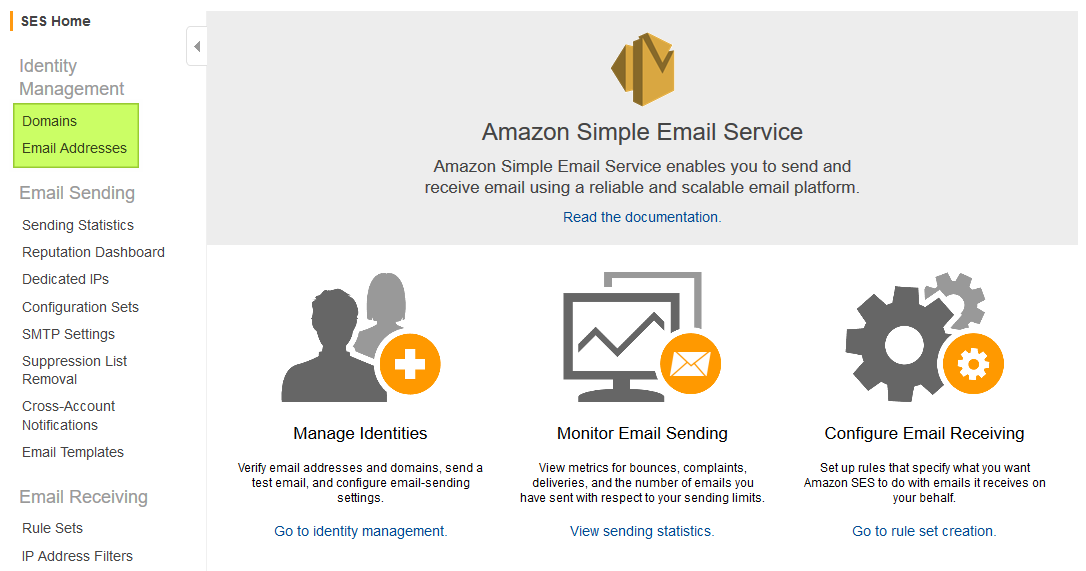 SES Home
Identity
Management
Domains
Email Addresses
Email Sending
Sending Statistics
Reputation Dashboard
Dedicated IPs
Configuration Sets
SMTP Settings
Suppression List
Removal
Cross-Account
Notifications
Email Templates
Email Receiving
Rule Sets
IP Address Filters
Amazon Simple Email Service
Amazon Simple Email Service enables you to send and
receive email using a reliable and scalable email platform.
Read the documentation.
Manage Identities
Verify email addresses and domains, send a
test email, and configure email-sending
settings.
Go to identity management.
Monitor Email Sending
View metrics for bounces, complaints,
deliveries, and the number of emails you
have sent with respect to your sending limits.
View sending statistics.
Configure Email Receiving
Set up rules that specify what you want
Amazon SES to do with emails it receives on
your behalf.
Go to rule set creation.